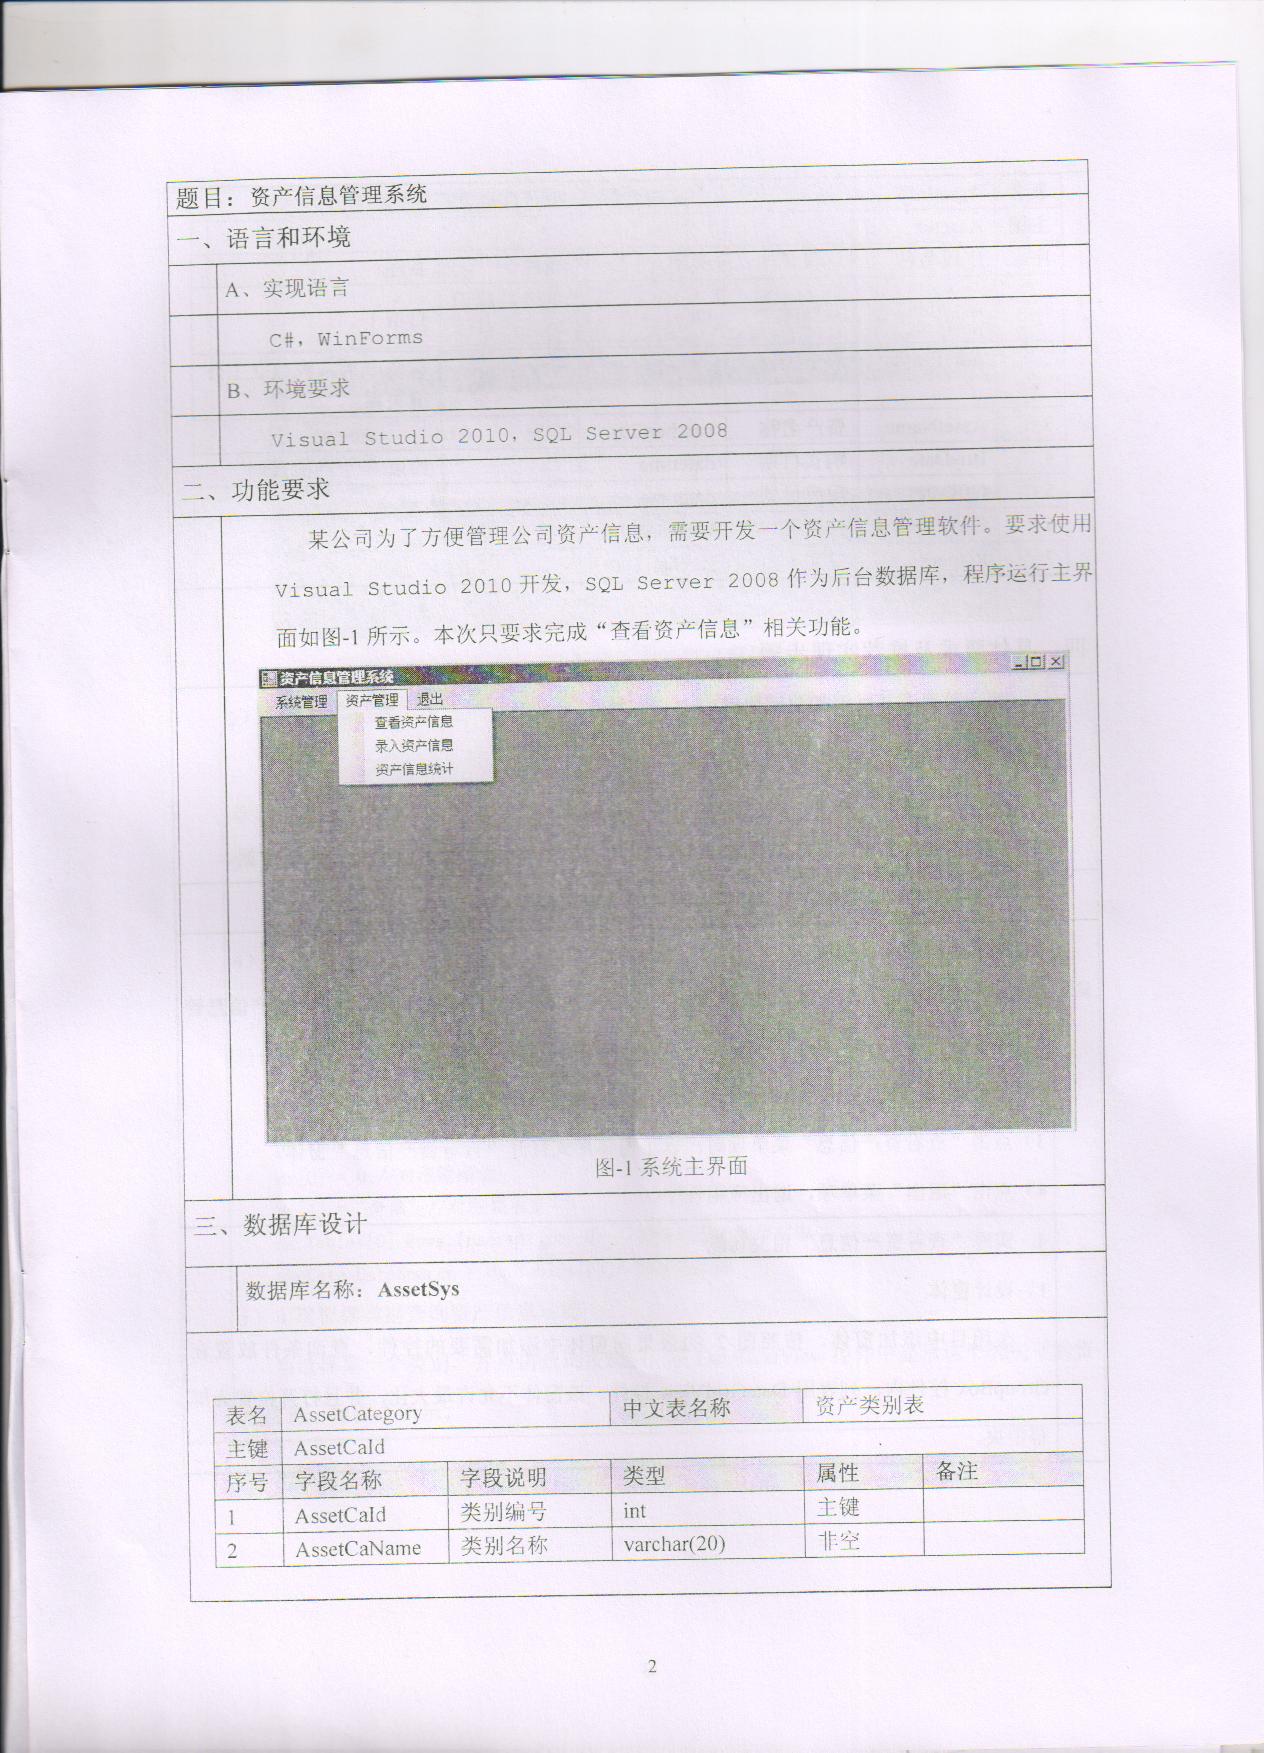 题目：资产信息管理系统
一、语言和环境
A、实现语言
C#，WinForms
B、环境要求
Visual Studio 2010，SQL Server 2008
二、功能要求
某公司为了方便管理公司资产信息，需要开发一个资产信息管理软件。要求使用
Visual Studio 2010开发，SQL Server 2008作为后台数据库，程序运行主界
面如图-1所示。本次只要求完成“查看资产信息”相关功能。
资产信息管理系统
系统管理 资产管理 退出
查看资产信息
录入资产信息
资产信息统计
图-1 系统主界面
三、数据库设计
数据库名称：AssetSys
表名 AssetCategory 中文表名称 资产类别表
主键 AssetCaId
序号 字段名称 字段说明 类型 属性 备注
1 AssetCaId 类别编号 int 主键
2 AssetCaName 类别名称 varchar(20) 非空
2